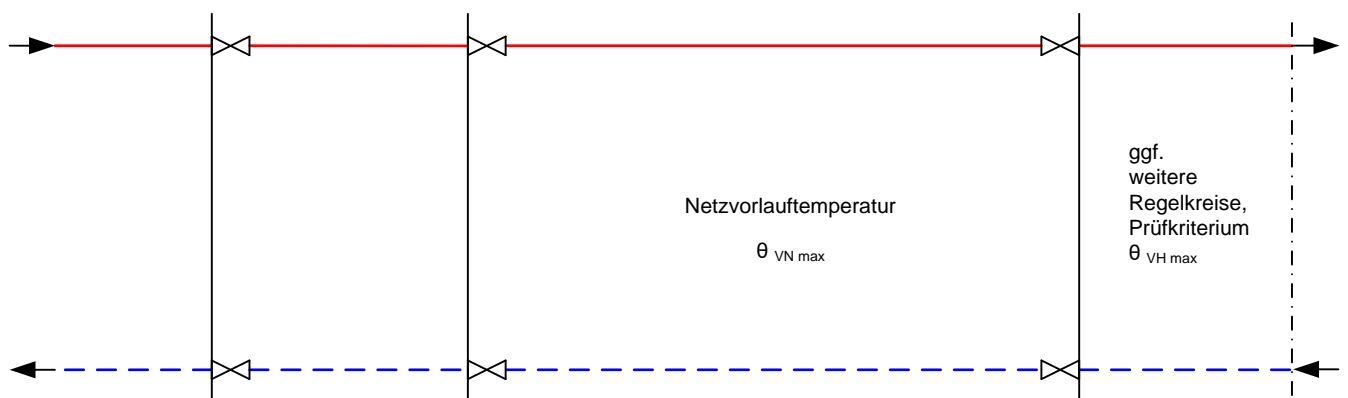 Netzvorlauftemperatur
θ VN max
ggf.
weitere
Regelkreise,
Prüfkriterium
θ VH max